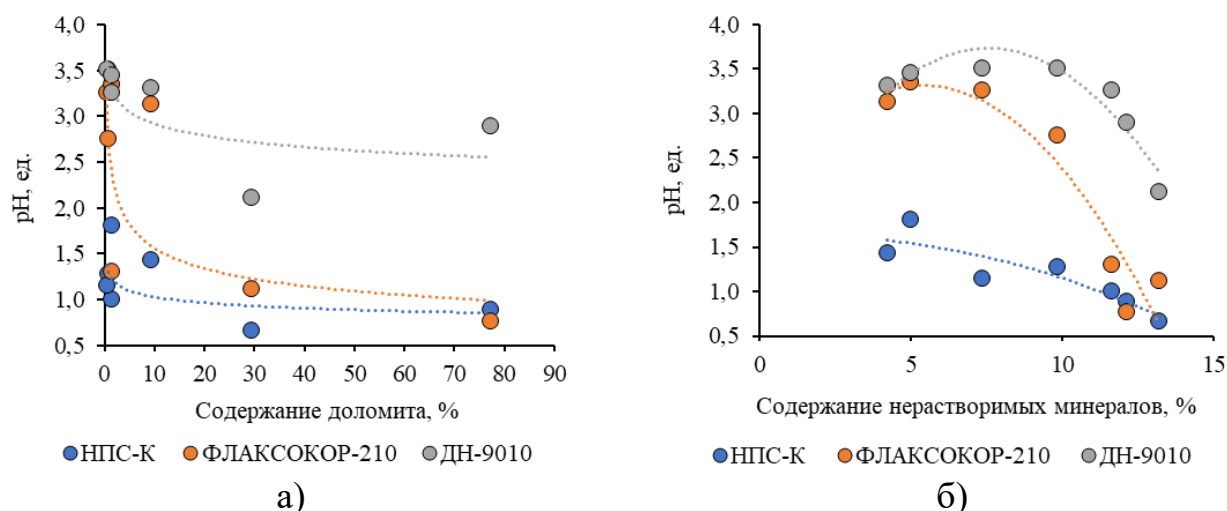 4,0
3,5
3,0
2,5
2,0
1,5
1,0
0,5
pH, ед.
0 10 20 30 40 50 60 70 80 90
Содержание доломита, %
НПС-К ФЛАКСОКОР-210 ДН-9010
а)
4,0
3,5
3,0
2,5
2,0
1,5
1,0
0,5
pH, ед.
0 5 10 15
Содержание нерастворимых минералов, %
НПС-К ФЛАКСОКОР-210 ДН-9010
б)